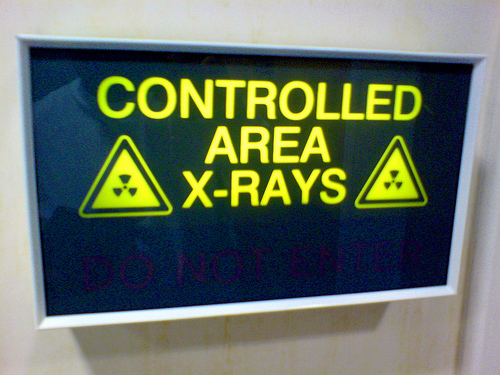 CONTROLLED
AREA
X-RAYS
DO NOT ENTER